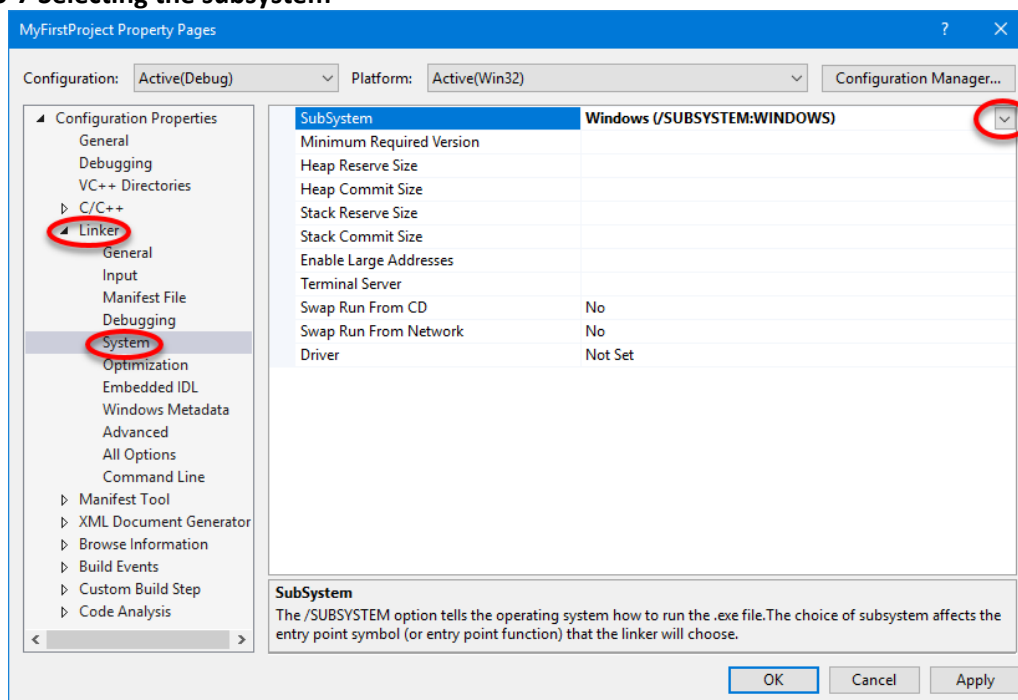 7 Selecting the subsystem
MyFirstProject Property Pages ? ✕
Configuration: Active(Debug) Platform: Active(Win32) Configuration Manager...
Configuration Properties
General
Debugging
VC++ Directories
C/C++
Linker
General
Input
Manifest File
Debugging
System
Optimization
Embedded IDL
Windows Metadata
Advanced
All Options
Command Line
Manifest Tool
XML Document Generator
Browse Information
Build Events
Custom Build Step
Code Analysis
SubSystem Windows (/SUBSYSTEM:WINDOWS)
Minimum Required Version
Heap Reserve Size
Heap Commit Size
Stack Reserve Size
Stack Commit Size
Enable Large Addresses
Terminal Server
Swap Run From CD No
Swap Run From Network No
Driver Not Set
SubSystem
The /SUBSYSTEM option tells the operating system how to run the .exe file.The choice of subsystem affects the
entry point symbol (or entry point function) that the linker will choose.
OK Cancel Apply